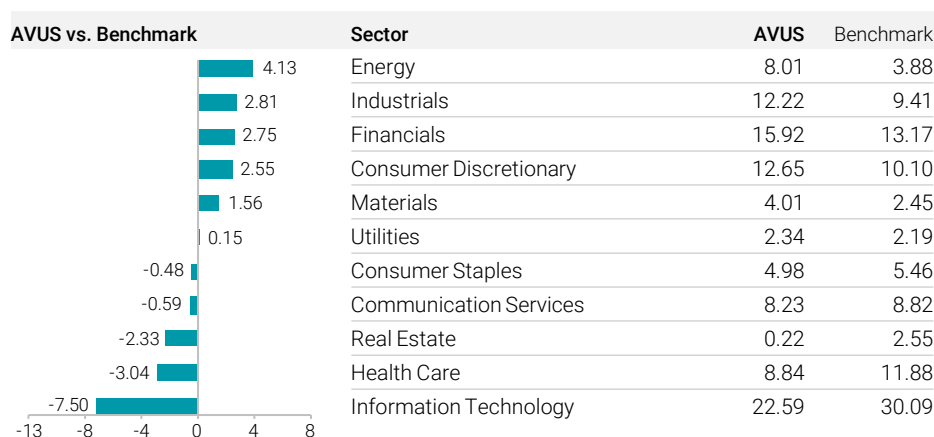 AVUS vs. Benchmark Sector AVUS Benchmark
4.13 Energy 8.01 3.88
2.81 Industrials 12.22 9.41
2.75 Financials 15.92 13.17
2.55 Consumer Discretionary 12.65 10.10
1.56 Materials 4.01 2.45
0.15 Utilities 2.34 2.19
-0.48 Consumer Staples 4.98 5.46
-0.59 Communication Services 8.23 8.82
-2.33 Real Estate 0.22 2.55
-3.04 Health Care 8.84 11.88
-7.50 Information Technology 22.59 30.09
-13 -8 -4 0 4 8